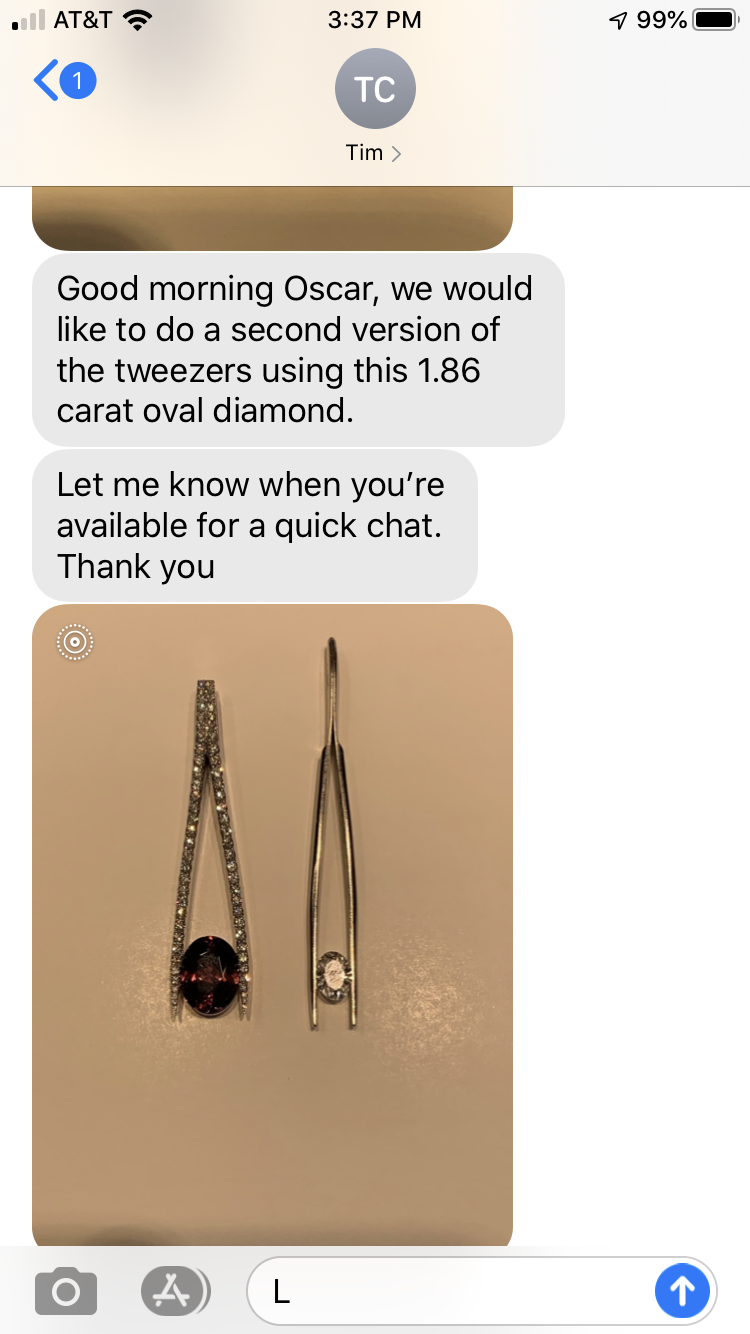 AT&T 3:37 PM 99%
1
TC
Tim
Good morning Oscar, we would
like to do a second version of
the tweezers using this 1.86
carat oval diamond.
Let me know when you’re
available for a quick chat.
Thank you
L